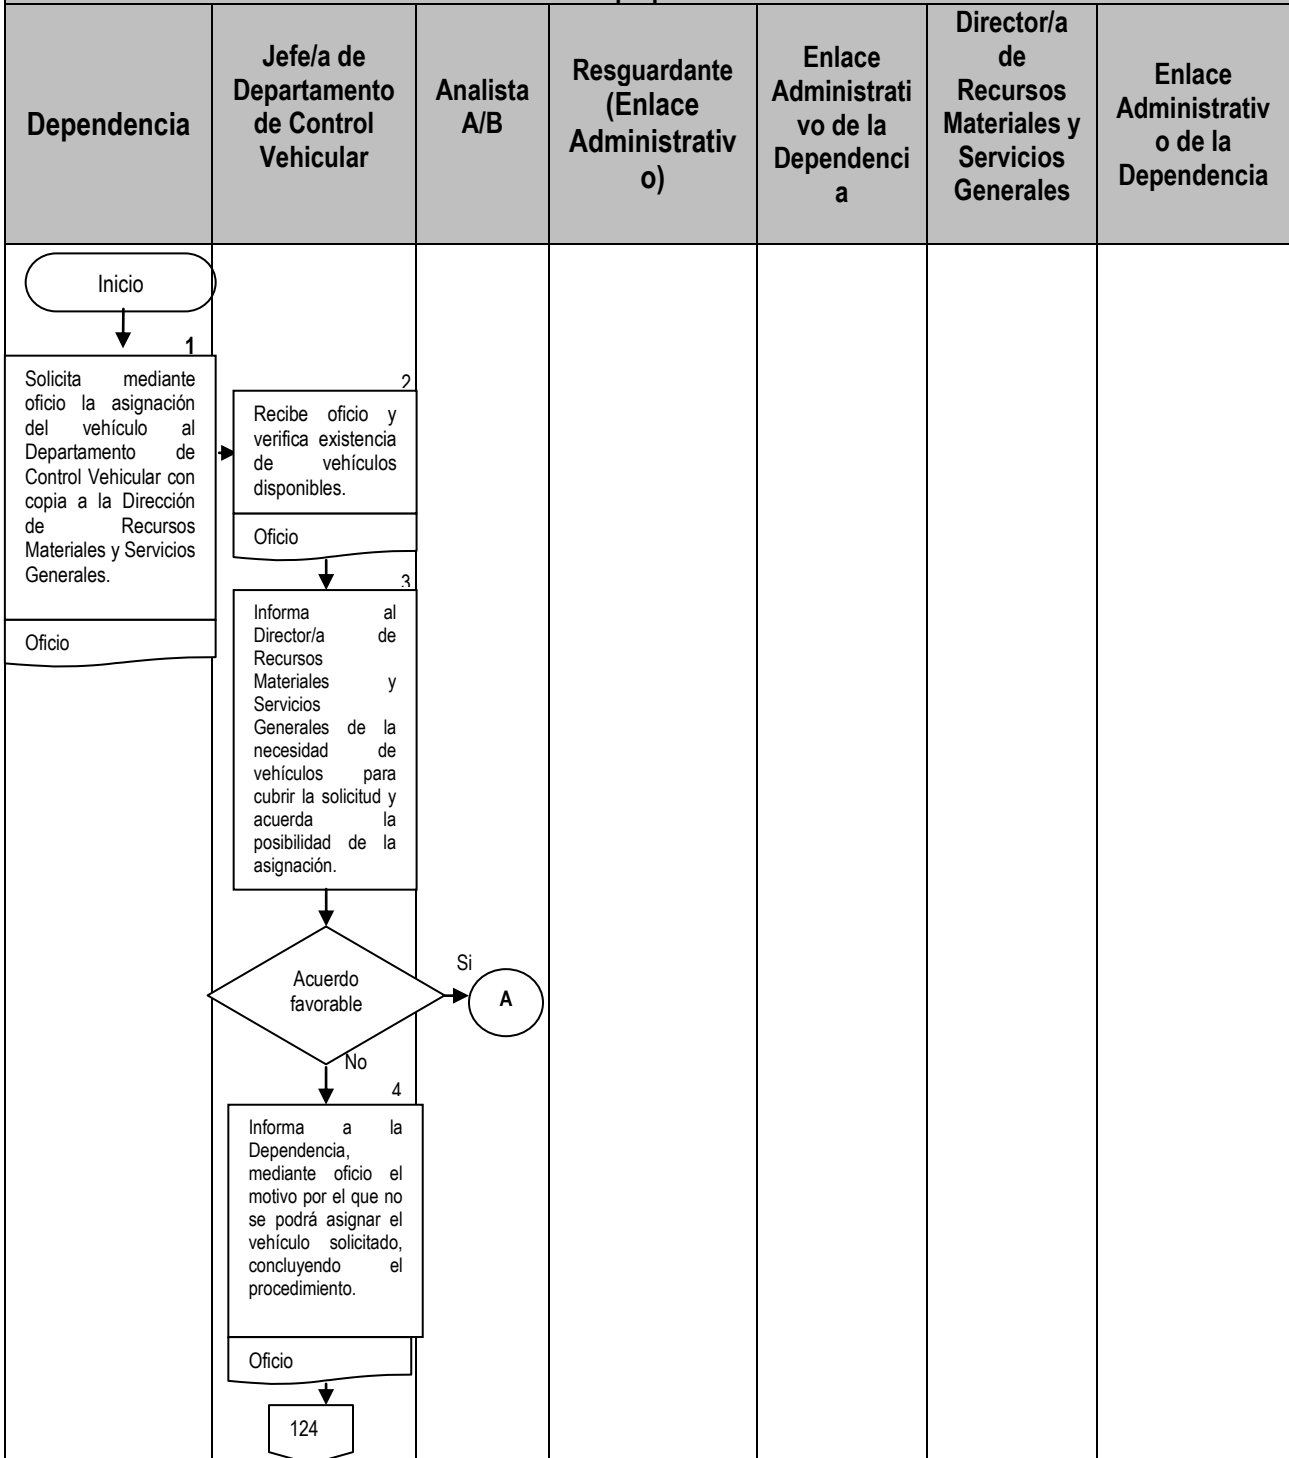 Dependencia
Jefe/a de
Departamento
de Control
Vehicular
Analista
A/B
Resguardante
(Enlace
Administrativ
o)
Enlace
Administrati
vo de la
Dependenci
a
Director/a
de
Recursos
Materiales y
Servicios
Generales
Enlace
Administrativ
o de la
Dependencia
Inicio
1
Solicita mediante
oficio la asignación
del vehículo al
Departamento de
Control Vehicular con
copia a la Dirección
de Recursos
Materiales y Servicios
Generales.
Oficio
2
Recibe oficio y
verifica existencia
de vehículos
disponibles.
Oficio
3
Informa al
Director/a de
Recursos
Materiales y
Servicios
Generales de la
necesidad de
vehículos para
cubrir la solicitud y
acuerda la
posibilidad de la
asignación.
Acuerdo
favorable
Si
A
No
4
Informa a la
Dependencia,
mediante oficio el
motivo por el que no
se podrá asignar el
vehículo solicitado,
concluyendo el
procedimiento.
Oficio
124